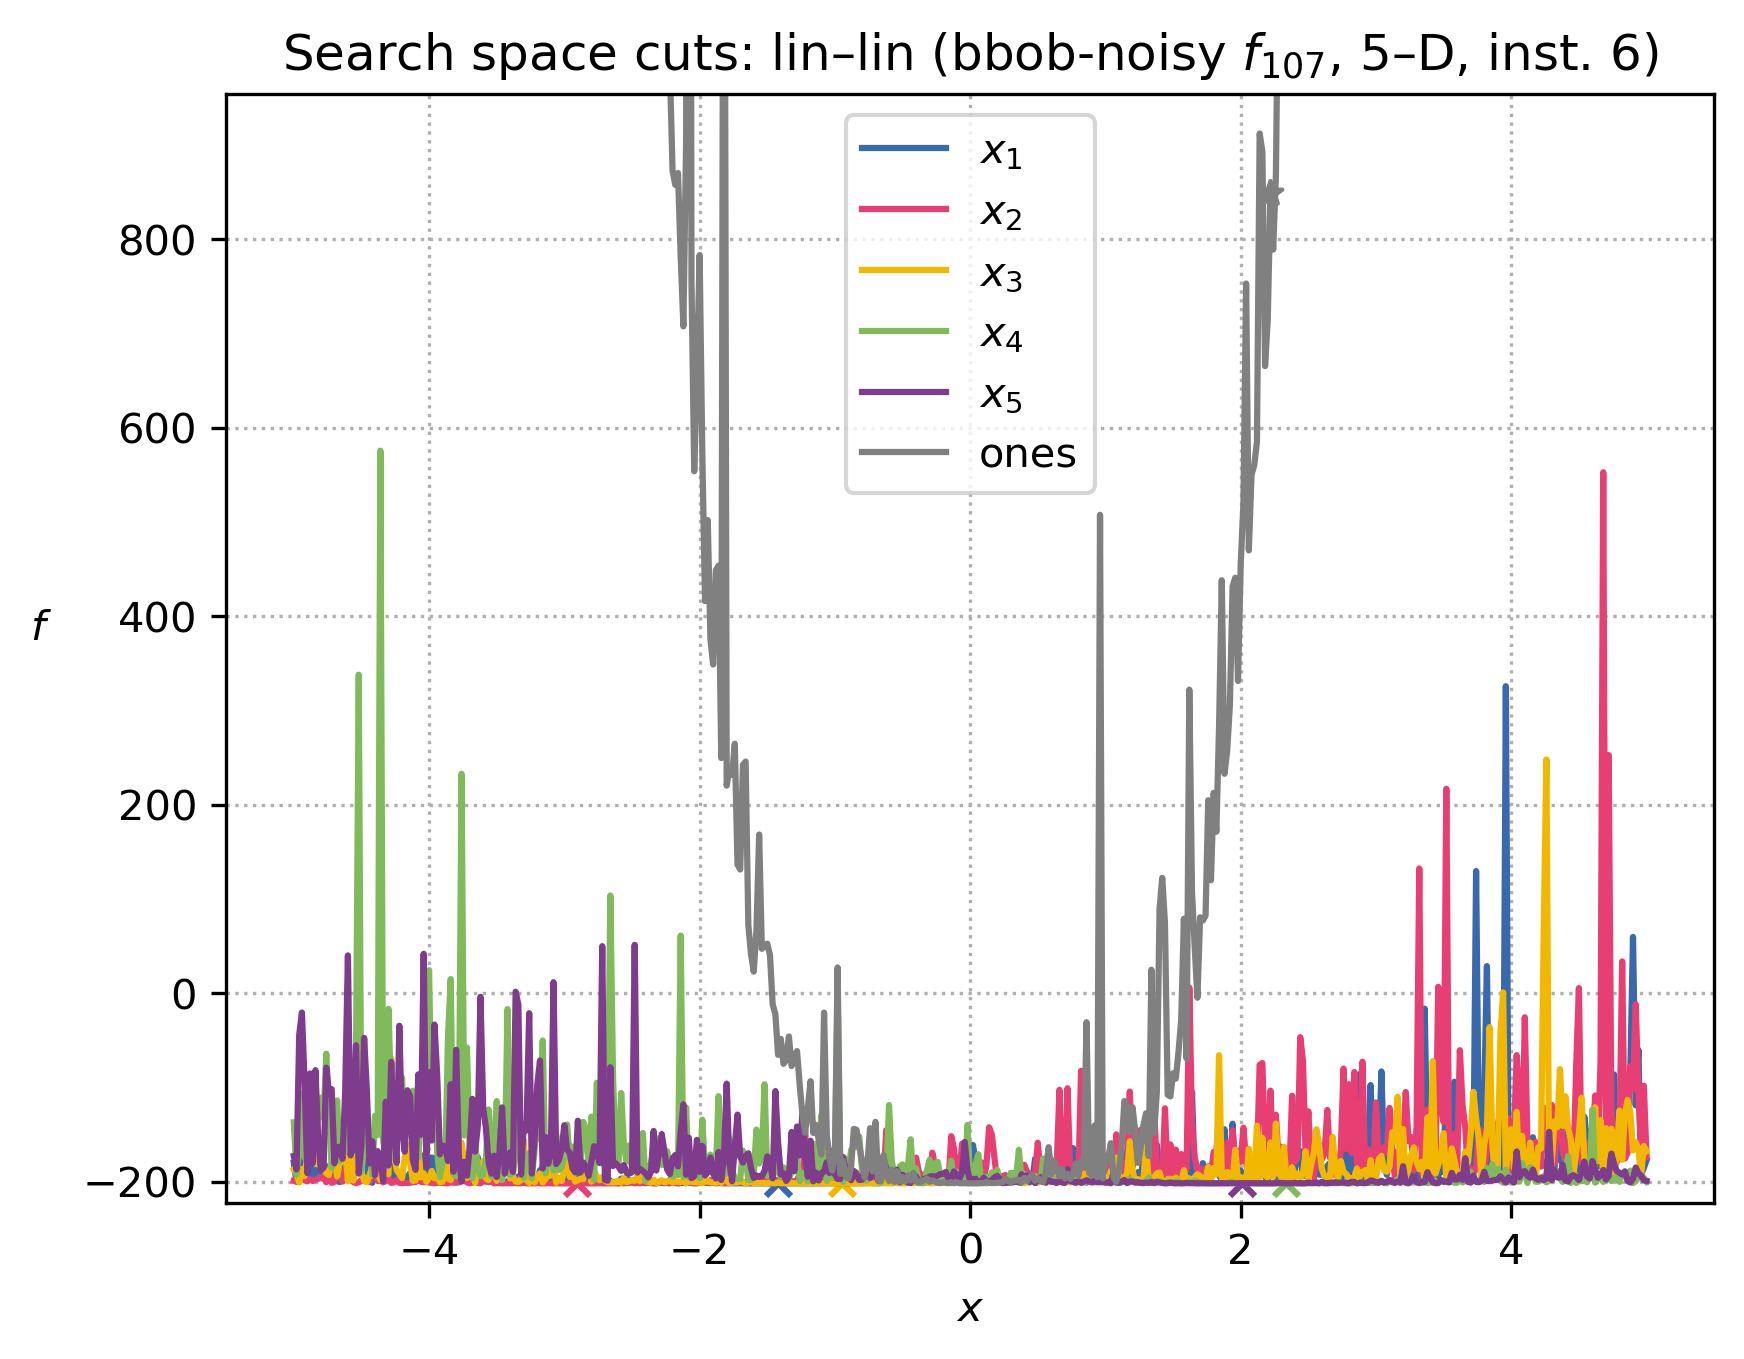 Search space cuts: lin–lin (bbob-noisy f107, 5–D, inst. 6)
x1
x2
x3
x4
x5
ones
800
600
400
200
0
−200
f
−4
−2
0
2
4
x